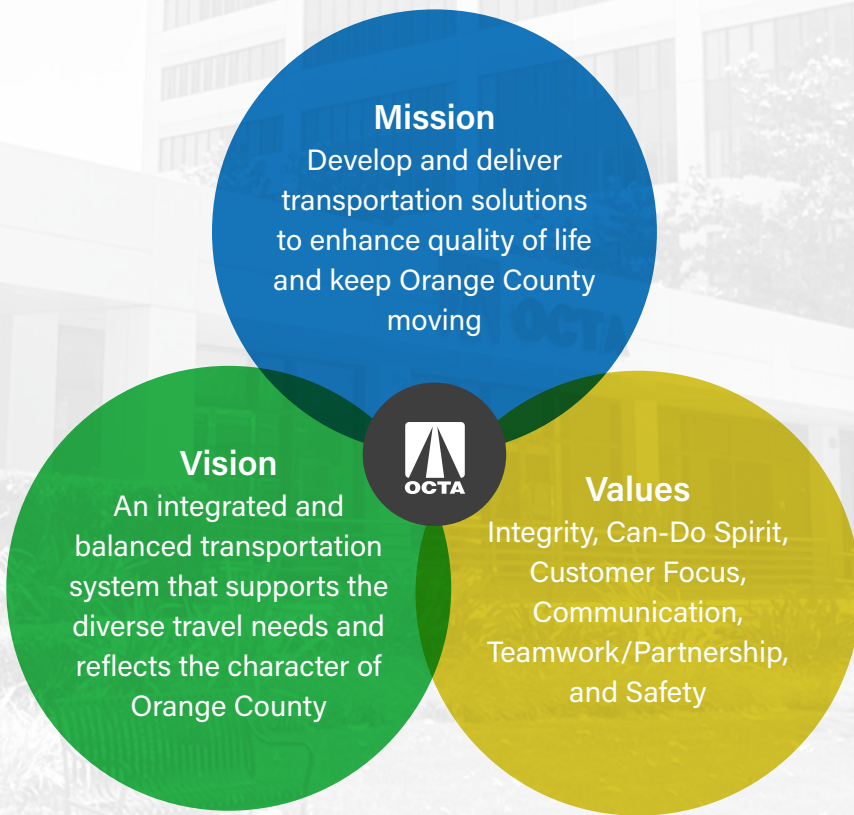 Mission
Develop and deliver
transportation solutions
to enhance quality of life
and keep Orange County
moving
OCTA
OCTA
Vision
An integrated and
balanced transportation
system that supports the
diverse travel needs and
reflects the character of
Orange County
Values
Integrity, Can-Do Spirit,
Customer Focus,
Communication,
Teamwork/Partnership,
and Safety